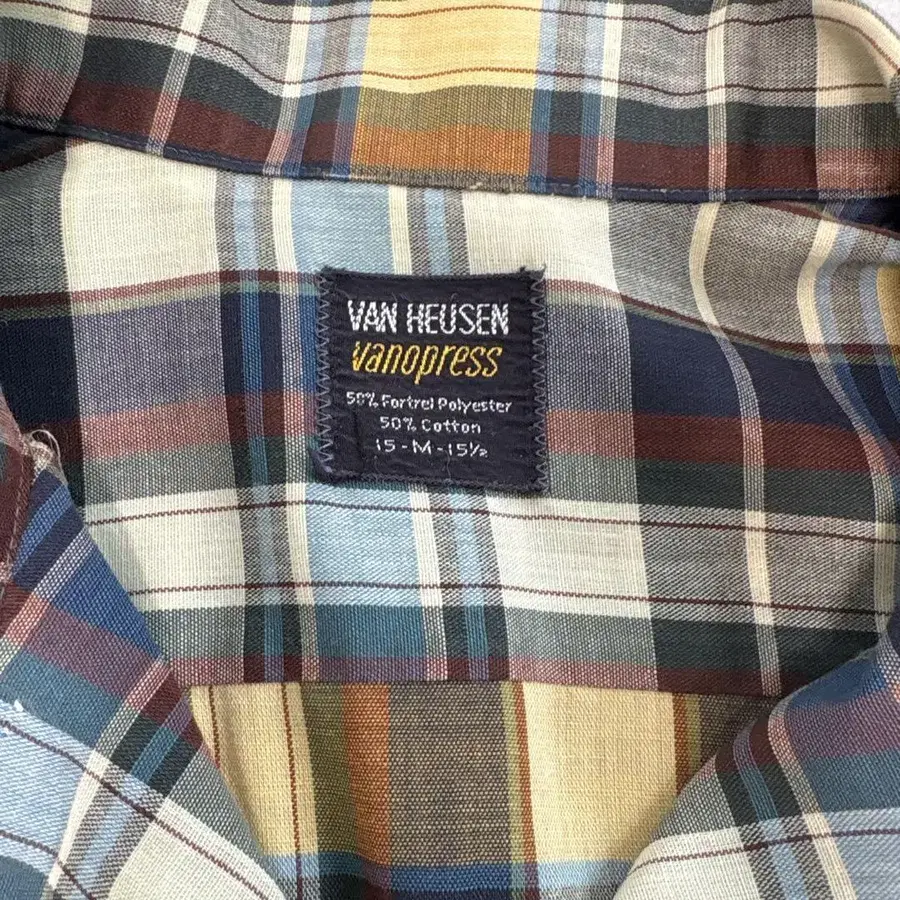 VAN HEUSEN
vanopress
50% Fortrel Polyester
50% Cotton
15-M-15½